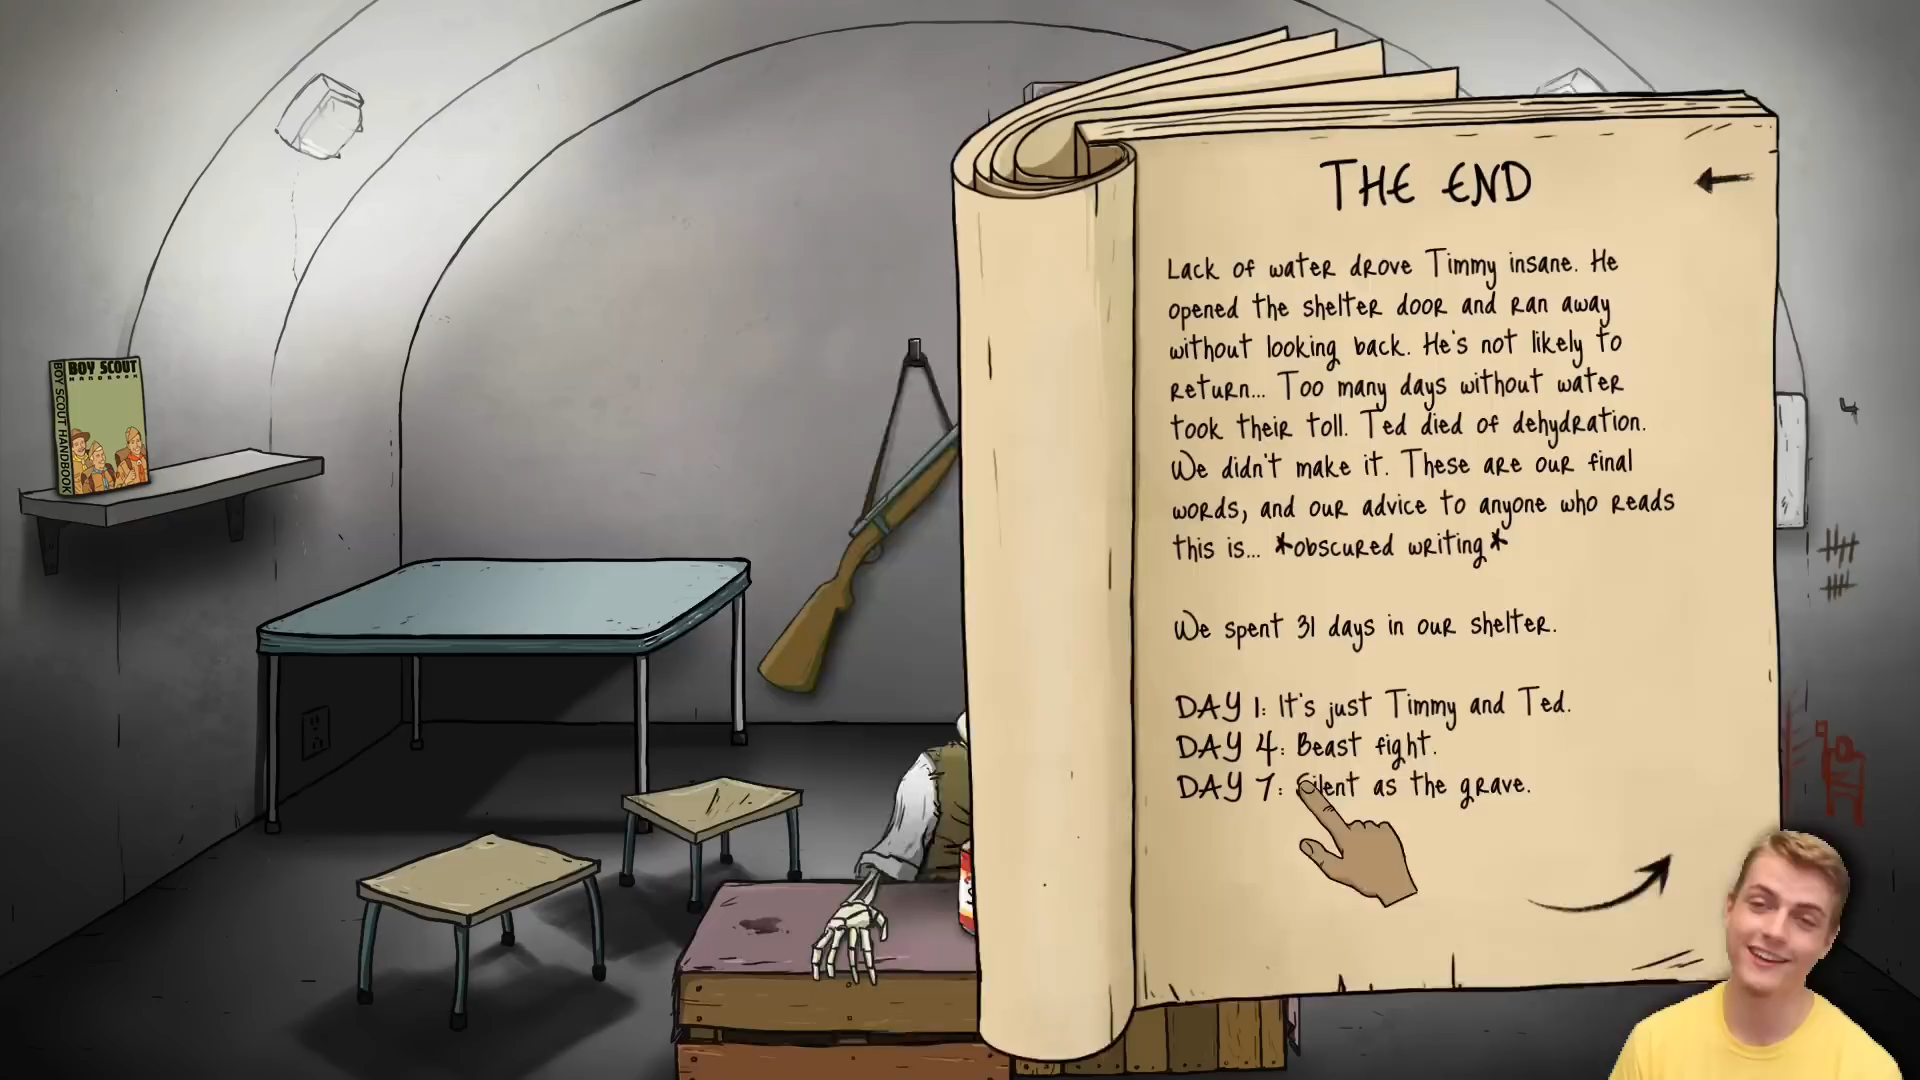 BOY SCOUT
HANDBOOK
BOY SCOUT HANDBOOK
THE END
Lack of water drove Timmy insane. He
opened the shelter door and ran away
without looking back. He's not likely to
return... Too many days without water
took their toll. Ted died of dehydration.
We didn't make it. These are our final
words, and our advice to anyone who reads
this is... *obscured writing*
We spent 31 days in our shelter.
DAY 1: It's just Timmy and Ted.
DAY 4: Beast fight.
DAY 7: Silent as the grave.